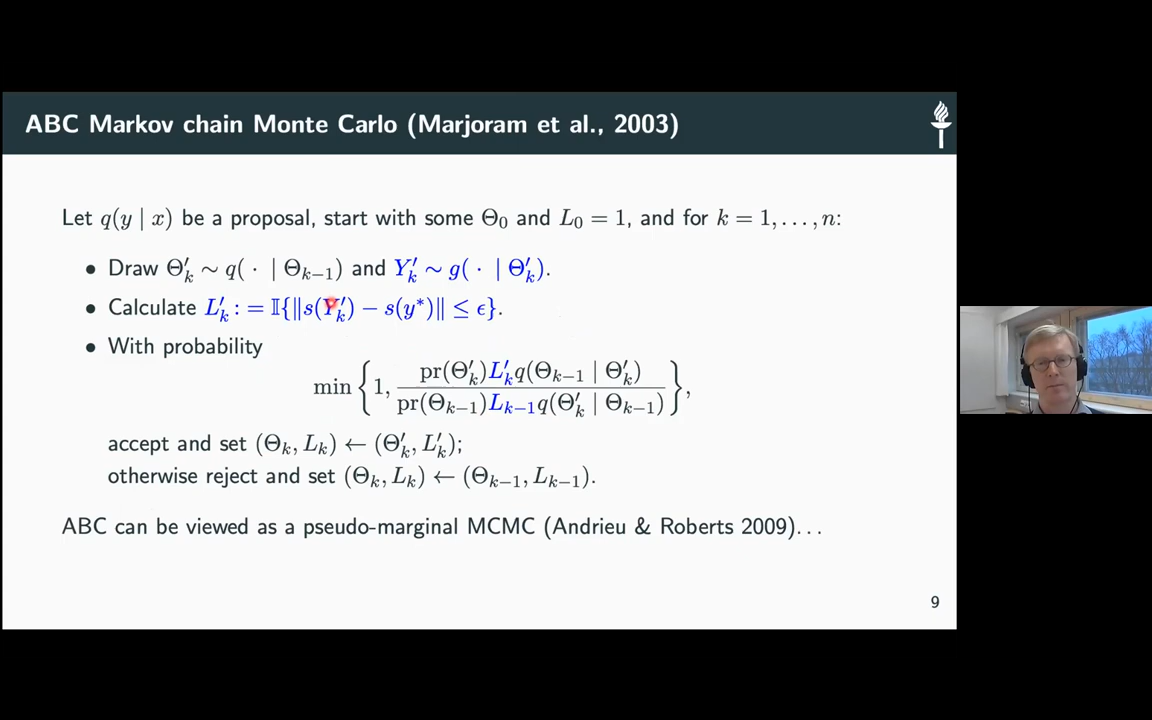 ABC Markov chain Monte Carlo (Marjoram et al., 2003)
Let q(y | x) be a proposal, start with some Θ₀ and L₀ = 1, and for k = 1, . . . , n:
• Draw Θ′ₖ ∼ q( · | Θₖ₋₁) and Y′ₖ ∼ g( · | Θ′ₖ).
• Calculate L′ₖ : = 𝕀{‖s(Y′ₖ) − s(y*)‖ ≤ ϵ}.
• With probability
min { 1, pr(Θ′ₖ)L′ₖq(Θₖ₋₁ | Θ′ₖ) / pr(Θₖ₋₁)Lₖ₋₁q(Θ′ₖ | Θₖ₋₁) },
accept and set (Θₖ, Lₖ) ← (Θ′ₖ, L′ₖ);
otherwise reject and set (Θₖ, Lₖ) ← (Θₖ₋₁, Lₖ₋₁).
ABC can be viewed as a pseudo-marginal MCMC (Andrieu & Roberts 2009). . .
9